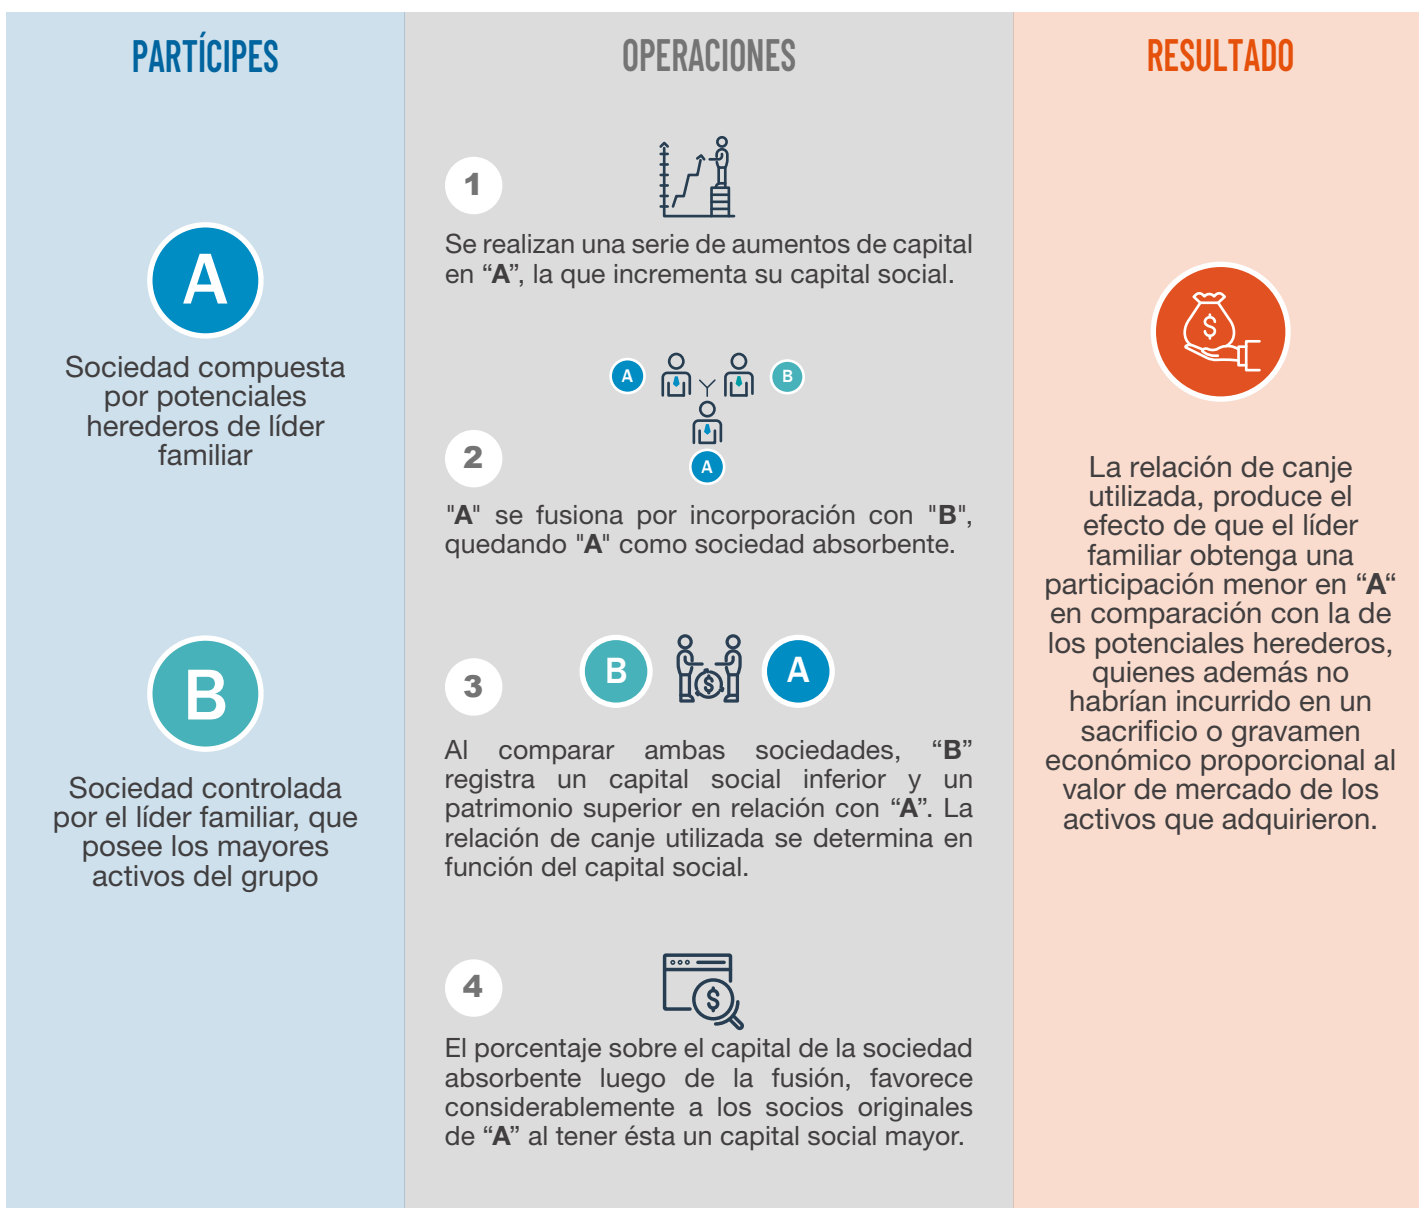 PARTÍCIPES
A
Sociedad compuesta
por potenciales
herederos de líder
familiar
B
Sociedad controlada
por el líder familiar, que
posee los mayores
activos del grupo
OPERACIONES
1
Se realizan una serie de aumentos de capital
en “A”, la que incrementa su capital social.
A
B
A
2
"A" se fusiona por incorporación con "B",
quedando "A" como sociedad absorbente.
3
B
$
A
Al comparar ambas sociedades, “B”
registra un capital social inferior y un
patrimonio superior en relación con “A”. La
relación de canje utilizada se determina en
función del capital social.
4
$
El porcentaje sobre el capital de la sociedad
absorbente luego de la fusión, favorece
considerablemente a los socios originales
de “A” al tener ésta un capital social mayor.
RESULTADO
$
La relación de canje
utilizada, produce el
efecto de que el líder
familiar obtenga una
participación menor en “A“
en comparación con la de
los potenciales herederos,
quienes además no
habrían incurrido en un
sacrificio o gravamen
económico proporcional al
valor de mercado de los
activos que adquirieron.